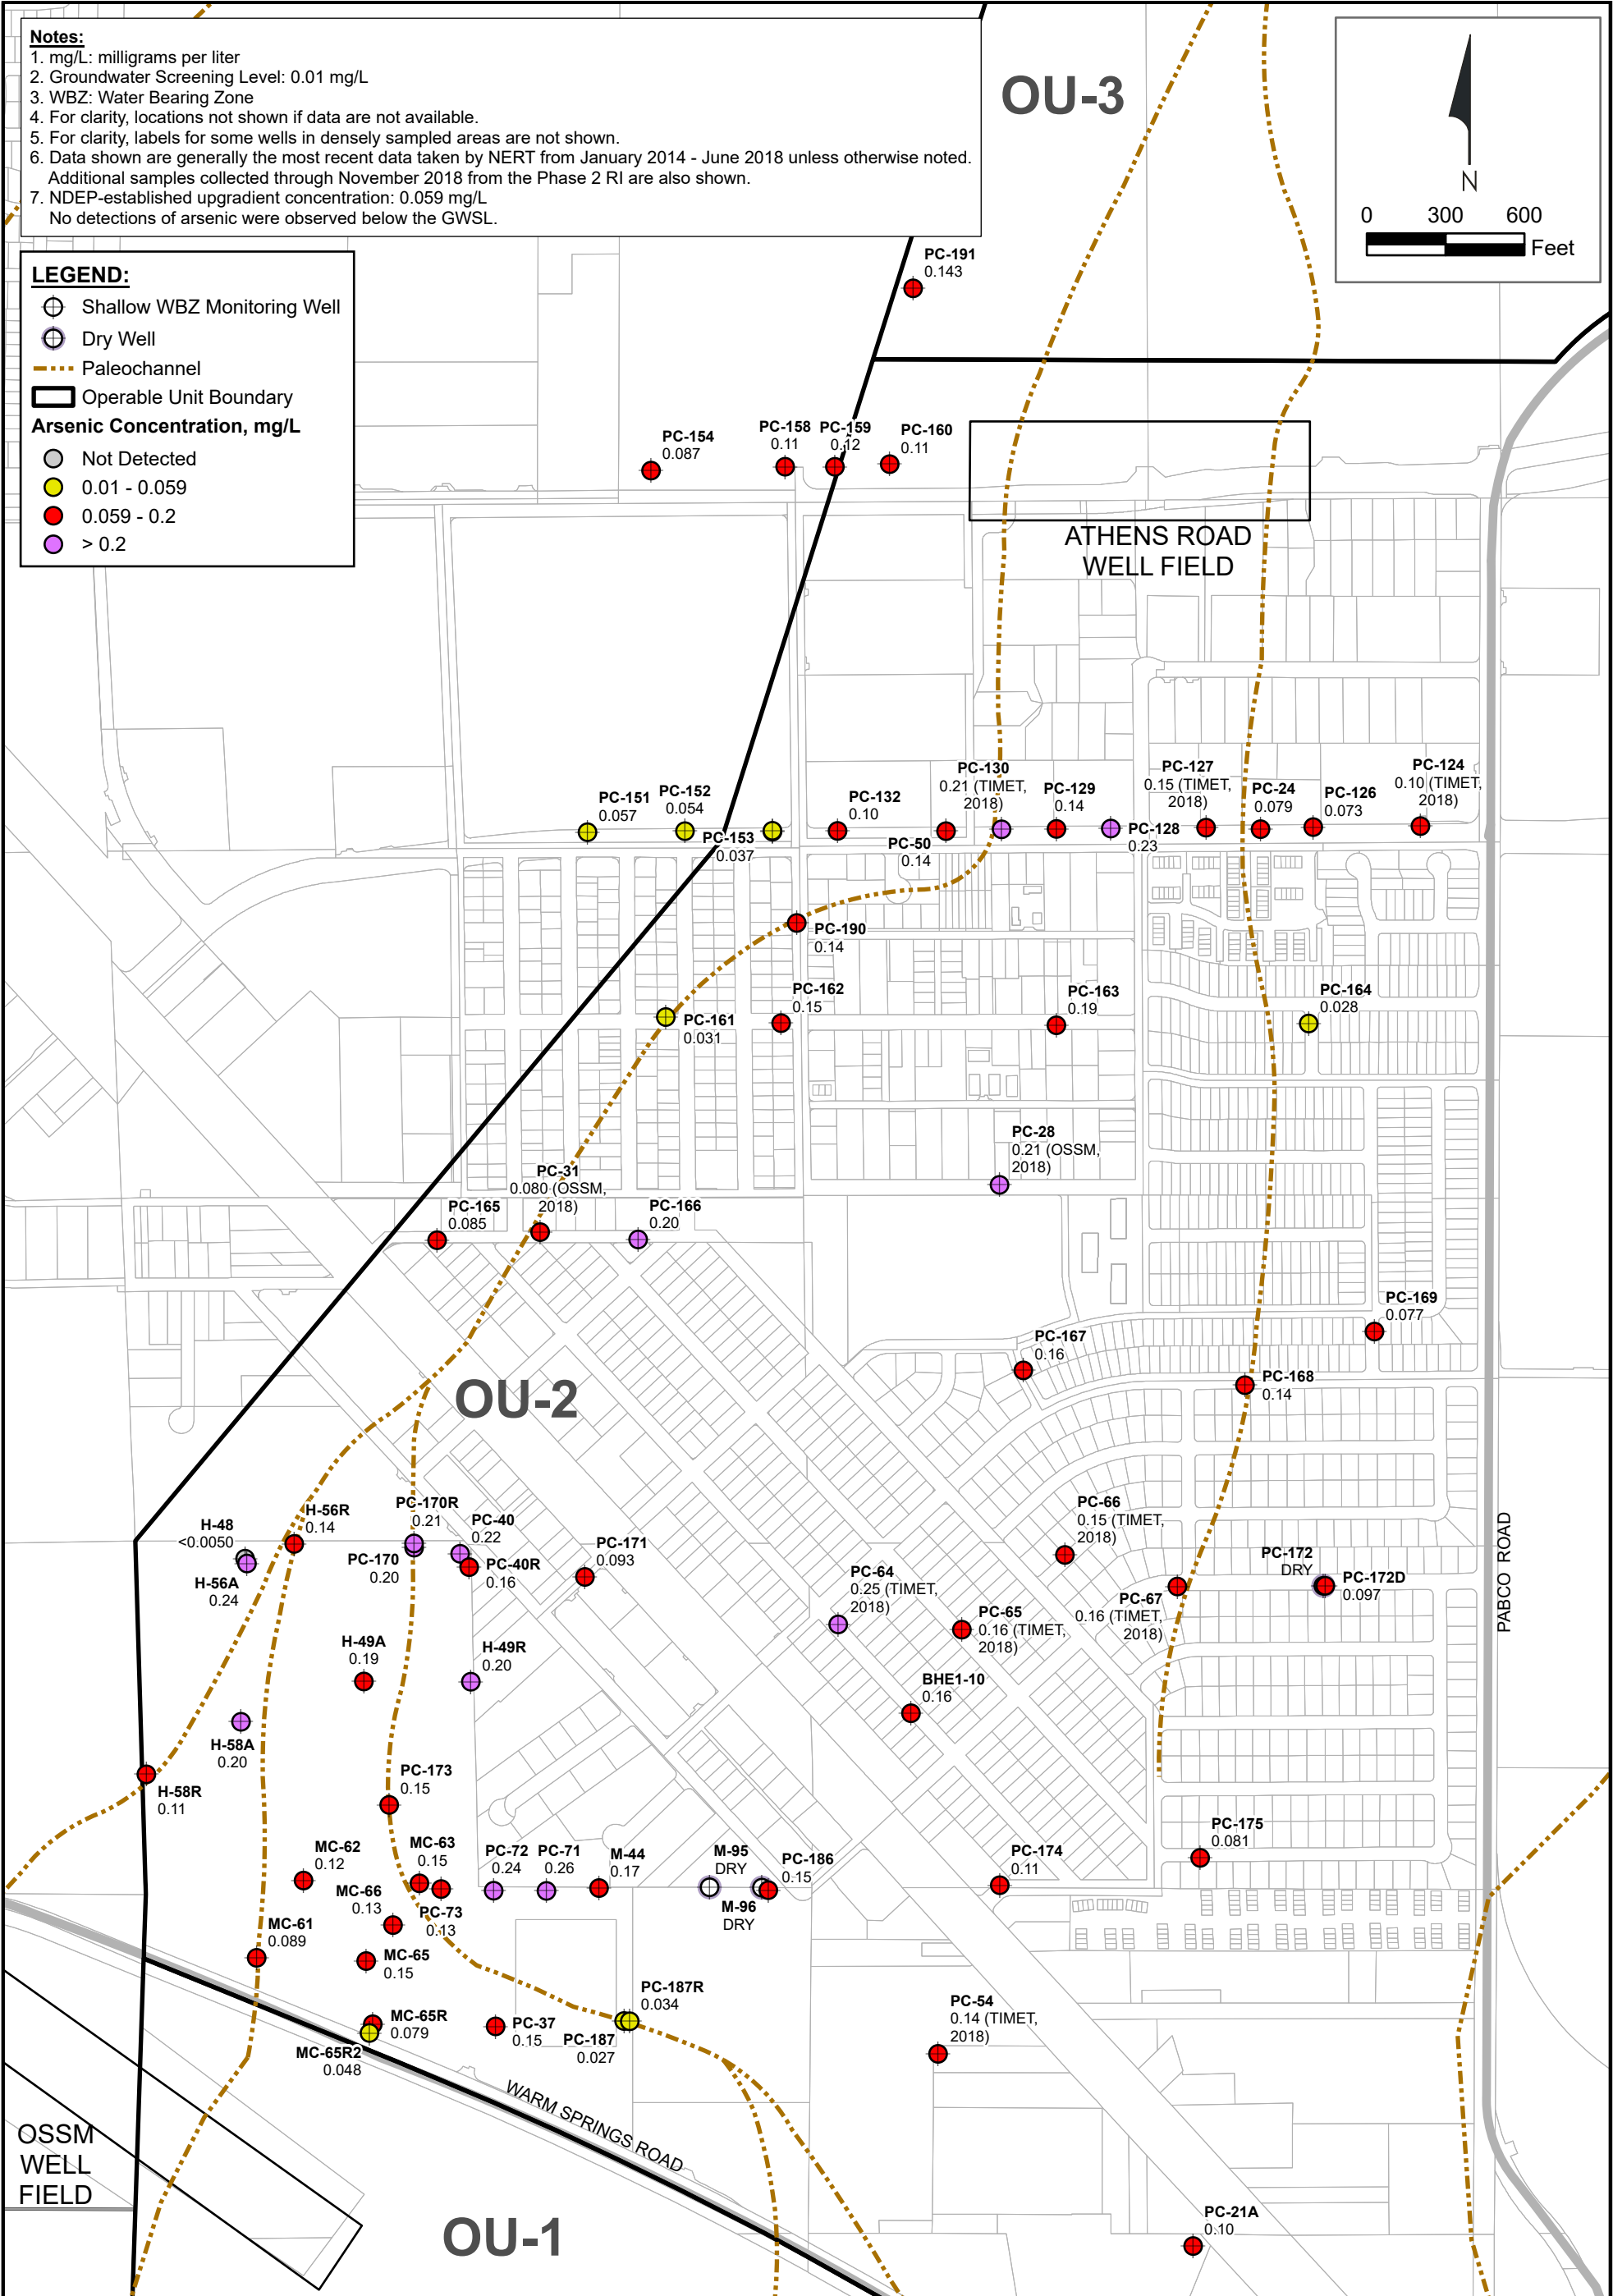 Notes:
1. mg/L: milligrams per liter
2. Groundwater Screening Level: 0.01 mg/L
3. WBZ: Water Bearing Zone
4. For clarity, locations not shown if data are not available.
5. For clarity, labels for some wells in densely sampled areas are not shown.
6. Data shown are generally the most recent data taken by NERT from January 2014 - June 2018 unless otherwise noted.
Additional samples collected through November 2018 from the Phase 2 RI are also shown.
7. NDEP-established upgradient concentration: 0.059 mg/L
No detections of arsenic were observed below the GWSL.
OU-3
N
0 300 600
Feet
LEGEND:
Shallow WBZ Monitoring Well
Dry Well
Paleochannel
Operable Unit Boundary
Arsenic Concentration, mg/L
Not Detected
0.01 - 0.059
0.059 - 0.2
> 0.2
PC-191
0.143
PC-154
0.087
PC-158
0.11
PC-159
0.12
PC-160
0.11
ATHENS ROAD
WELL FIELD
PC-151
0.057
PC-152
0.054
PC-153
0.037
PC-132
0.10
PC-50
0.14
PC-130
0.21 (TIMET,
2018)
PC-129
0.14
PC-128
0.23
PC-127
0.15 (TIMET,
2018)
PC-24
0.079
PC-126
0.073
PC-124
0.10 (TIMET,
2018)
PC-190
0.14
PC-161
0.031
PC-162
0.15
PC-163
0.19
PC-164
0.028
PC-28
0.21 (OSSM,
2018)
PC-31
0.080 (OSSM,
2018)
PC-165
0.085
PC-166
0.20
PC-169
0.077
PC-167
0.16
PC-168
0.14
OU-2
H-48
<0.0050
H-56R
0.14
H-56A
0.24
PC-170R
0.21
PC-170
0.20
PC-40
0.22
PC-40R
0.16
PC-171
0.093
PC-66
0.15 (TIMET,
2018)
PC-64
0.25 (TIMET,
2018)
PC-65
0.16 (TIMET,
2018)
PC-67
0.16 (TIMET,
2018)
PC-172
DRY
PC-172D
0.097
PABCO ROAD
H-49A
0.19
H-49R
0.20
BHE1-10
0.16
H-58A
0.20
H-58R
0.11
PC-173
0.15
MC-62
0.12
MC-63
0.15
PC-72
0.24
PC-71
0.26
M-44
0.17
M-95
DRY
M-96
DRY
PC-186
0.15
PC-174
0.11
PC-175
0.081
MC-66
0.13
PC-73
0.13
MC-61
0.089
MC-65
0.15
MC-65R
0.079
MC-65R2
0.048
PC-37
0.15
PC-187R
0.034
PC-187
0.027
PC-54
0.14 (TIMET,
2018)
WARM SPRINGS ROAD
OSSM
WELL
FIELD
OU-1
PC-21A
0.10